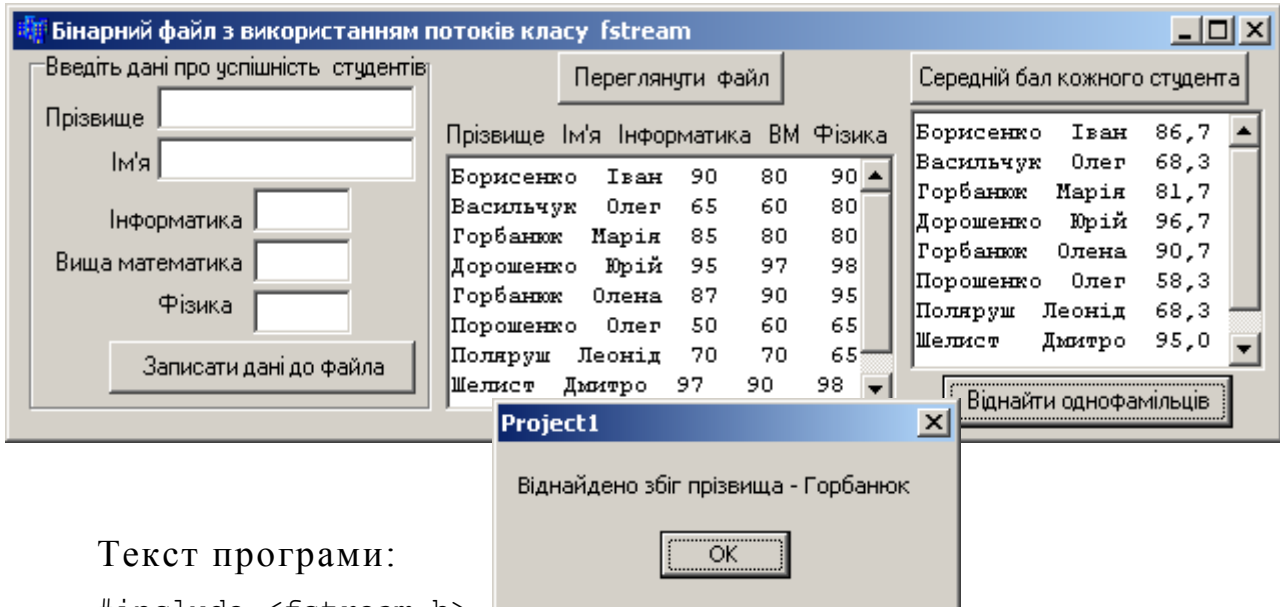 Бінарний файл з використанням потоків класу fstream
Введіть дані про успішність студентів
Прізвище
Ім'я
Інформатика
Вища математика
Фізика
Записати дані до файла
Переглянути файл
Прізвище Ім'я Інформатика ВМ Фізика
Борисенко Іван 90 80 90
Васильчук Олег 65 60 80
Горбанюк Марія 85 80 80
Дорошенко Юрій 95 97 98
Горбанюк Олена 87 90 95
Порошенко Олег 50 60 65
Поляруш Леонід 70 70 65
Шелист Дмитро 97 90 98
Середній бал кожного студента
Борисенко Іван 86,7
Васильчук Олег 68,3
Горбанюк Марія 81,7
Дорошенко Юрій 96,7
Горбанюк Олена 90,7
Порошенко Олег 58,3
Поляруш Леонід 68,3
Шелист Дмитро 95,0
Віднайти однофамільців
Project1
Віднайдено збіг прізвища - Горбанюк
OK
Текст програми:
#include <fstream.h>